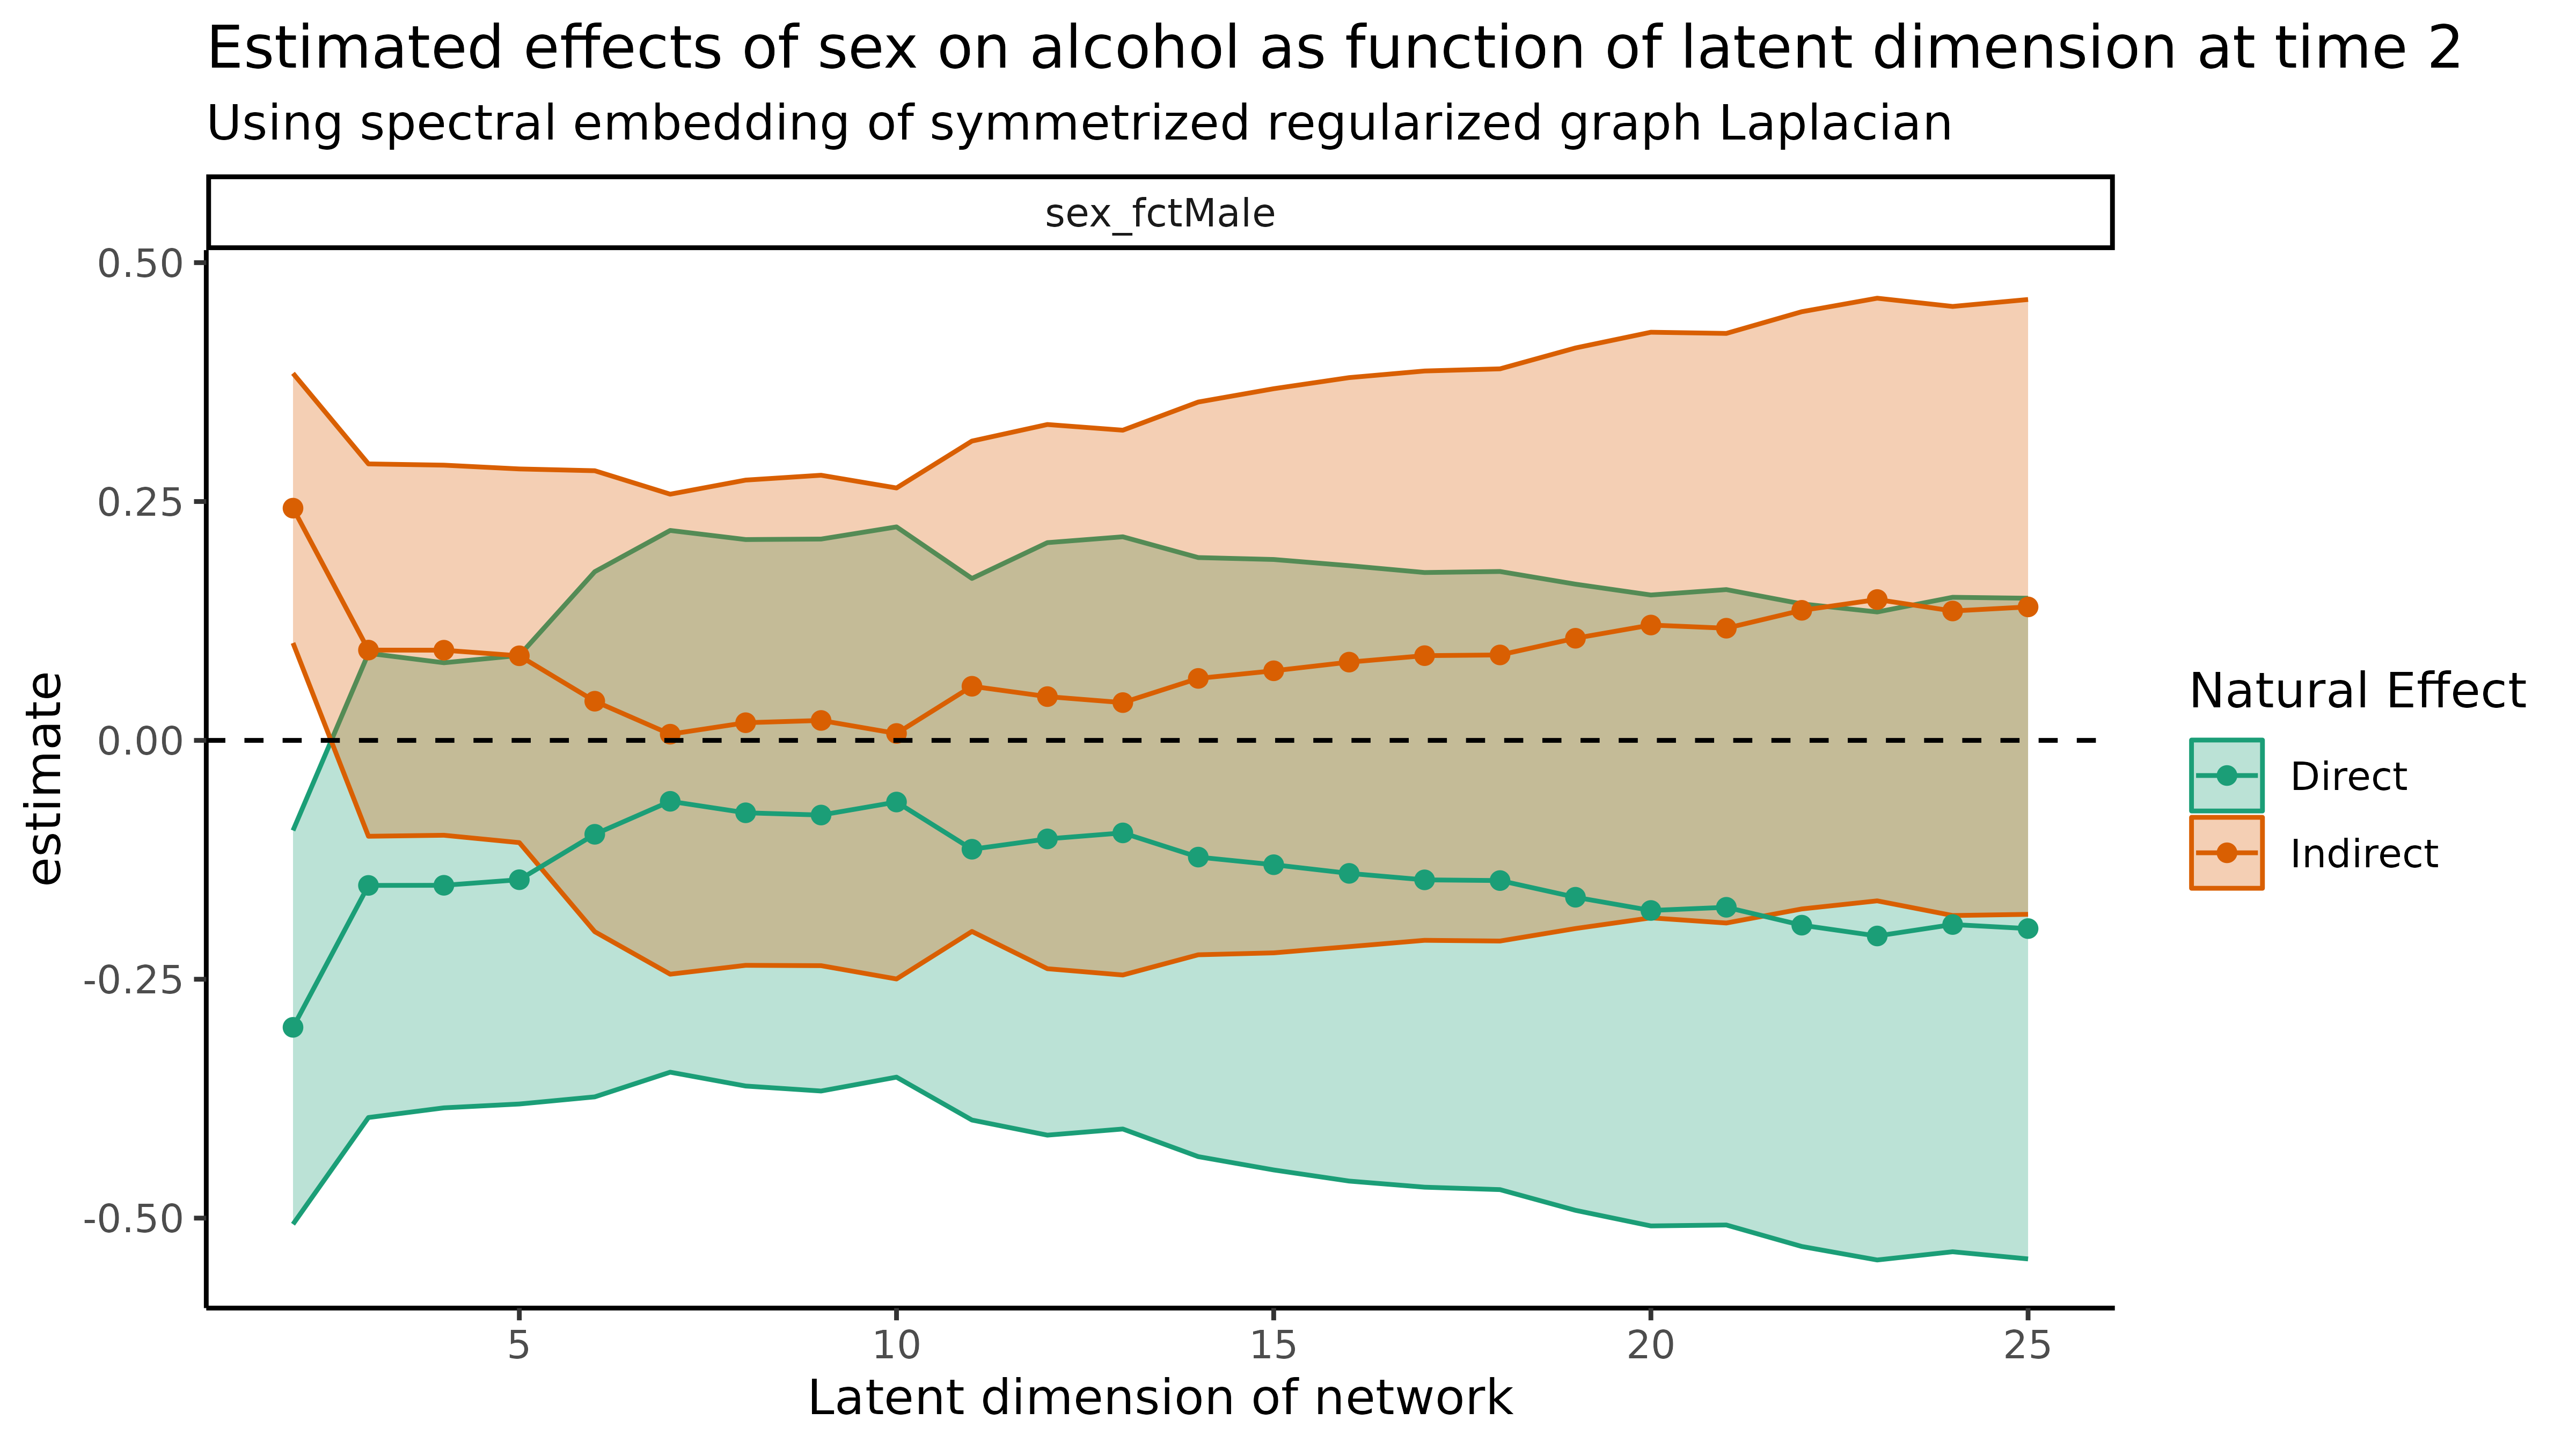 Estimated effects of sex on alcohol as function of latent dimension at time 2
Using spectral embedding of symmetrized regularized graph Laplacian
sex_fctMale
0.50
0.25
0.00
-0.25
-0.50
estimate
5 10 15 20 25
Latent dimension of network
Natural Effect
Direct
Indirect